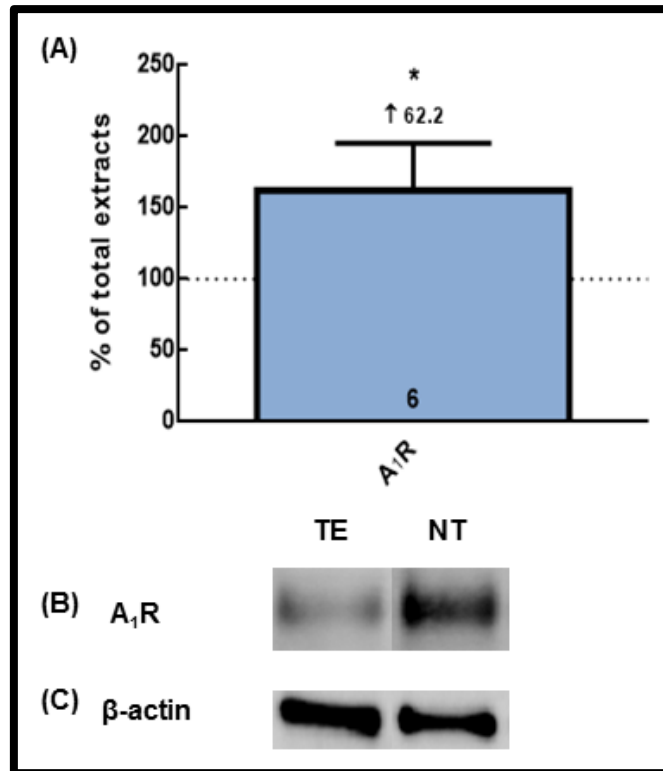 (A)
250
200
150
100
50
0
% of total extracts
*
↑ 62.2
6
A₁R
TE NT
(B) A₁R
(C) β-actin